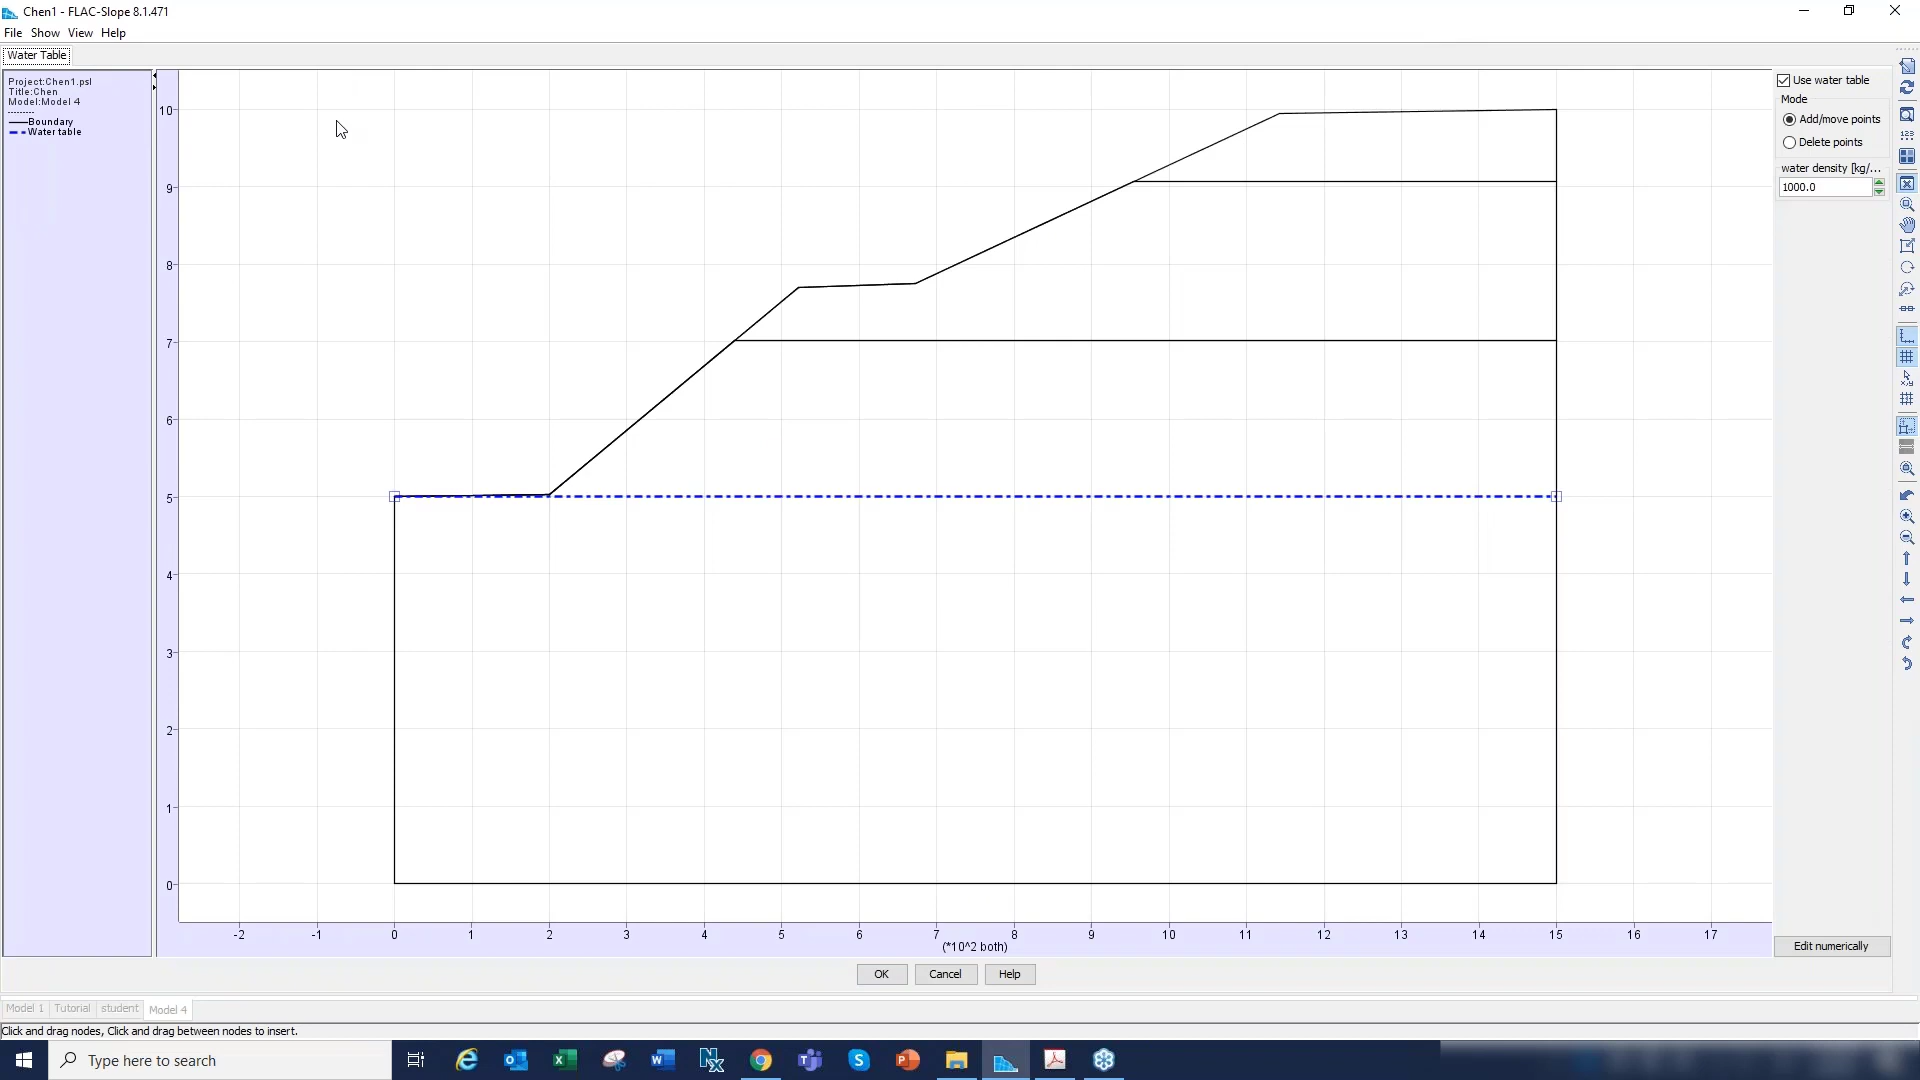 Chen1 - FLAC-Slope 8.1.471
File Show View Help
Water Table
Project:Chen1.psl
Title:Chen
Model:Model 4
Boundary
Water table
10
9
8
7
6
5
4
3
2
1
0
-2 -1 0 1 2 3 4 5 6 7 8 9 10 11 12 13 14 15 16 17
(*10^2 both)
Use water table
Mode
Add/move points
Delete points
water density [kg/...
1000.0
Edit numerically
123
x,y
OK Cancel Help
Model 1 Tutorial student Model 4
Click and drag nodes, Click and drag between nodes to insert.
Type here to search